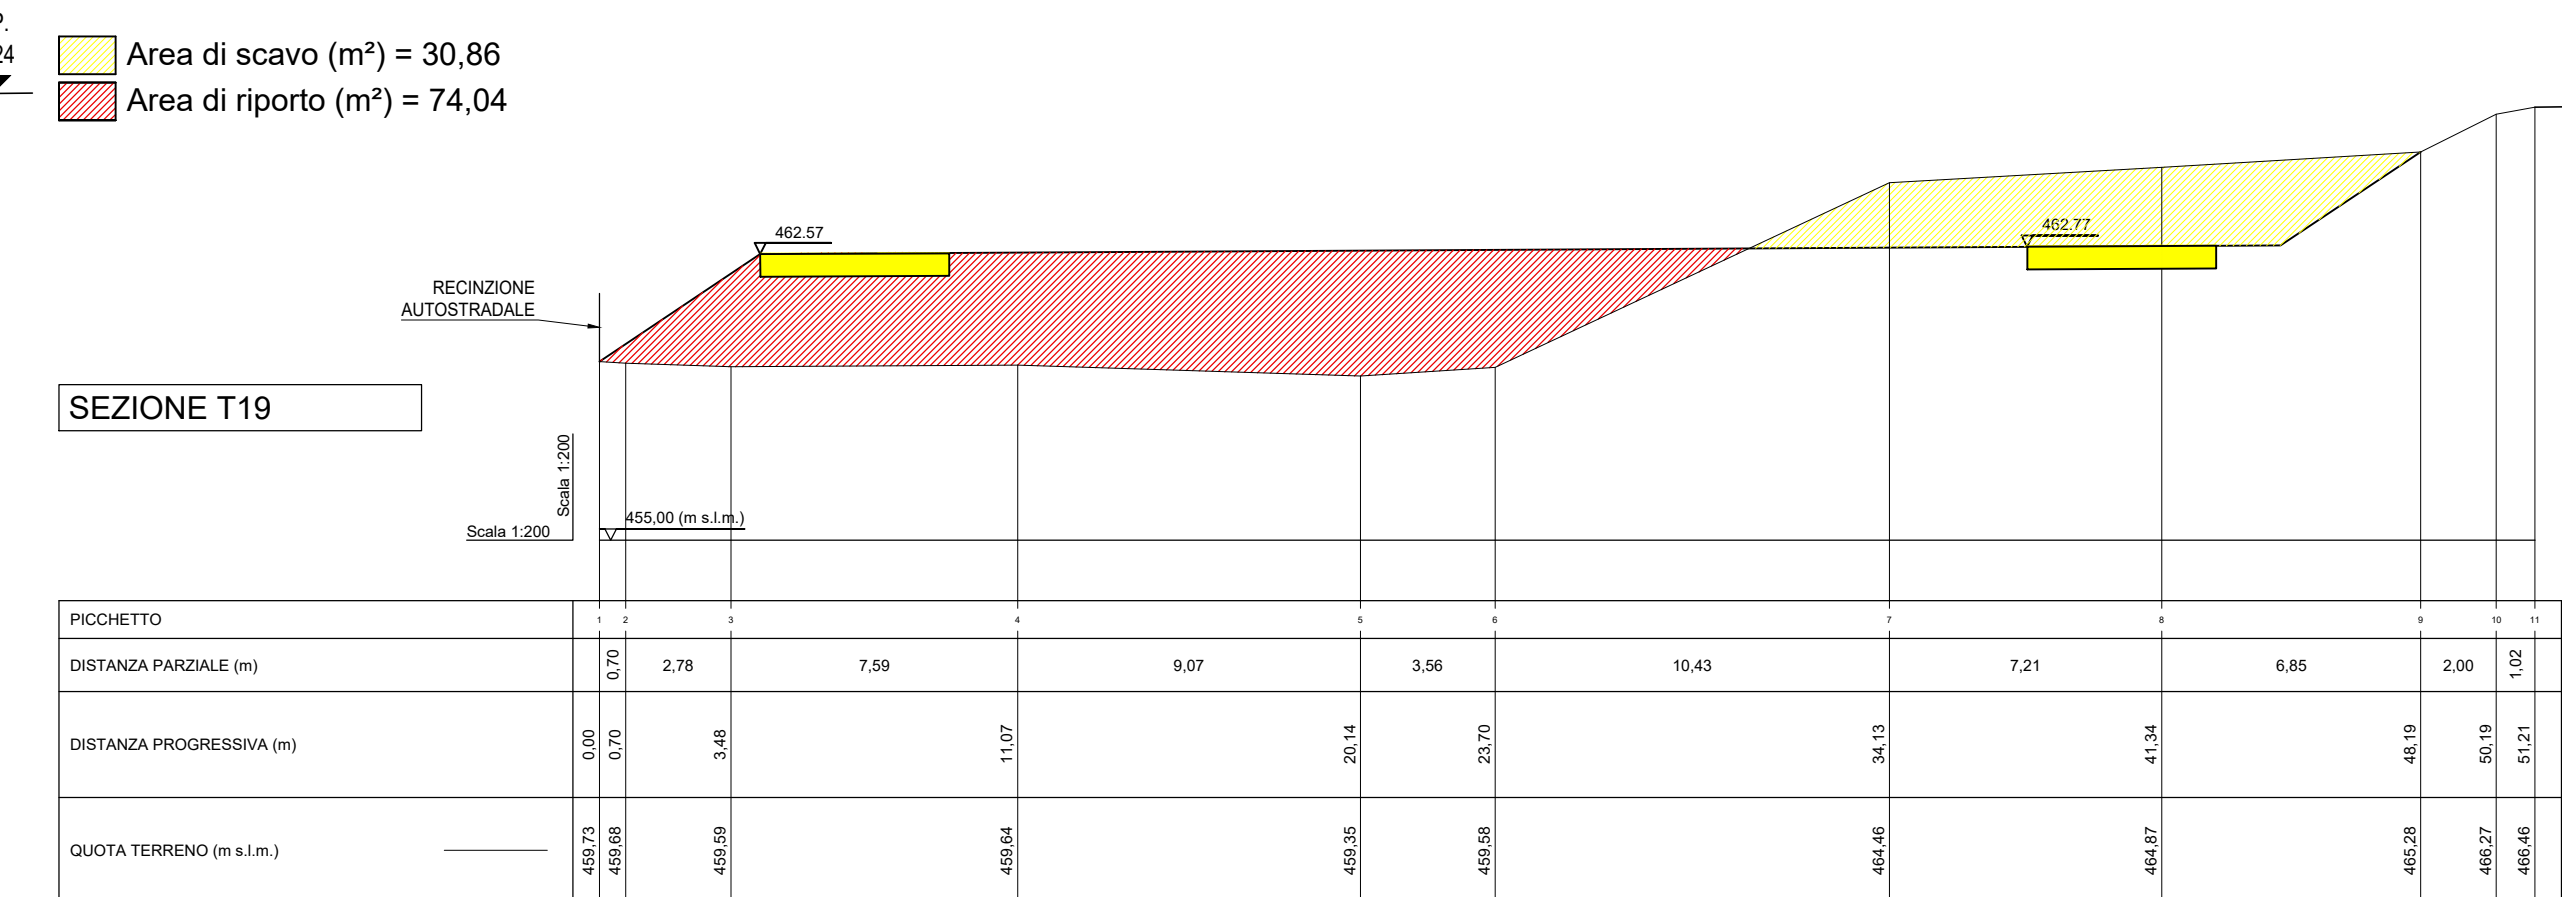 P.
24
Area di scavo (m²) = 30,86
Area di riporto (m²) = 74,04
462.57
462.77
RECINZIONE
AUTOSTRADALE
SEZIONE T19
Scala 1:200
Scala 1:200
455,00 (m s.l.m.)
PICCHETTO 1 2 3 4 5 6 7 8 9 10 11
DISTANZA PARZIALE (m) 0,70 2,78 7,59 9,07 3,56 10,43 7,21 6,85 2,00 1,02
DISTANZA PROGRESSIVA (m) 0,00 0,70 3,48 11,07 20,14 23,70 34,13 41,34 48,19 50,19 51,21
QUOTA TERRENO (m s.l.m.) 459,73 459,68 459,59 459,64 459,35 459,58 464,46 464,87 465,28 466,27 466,46